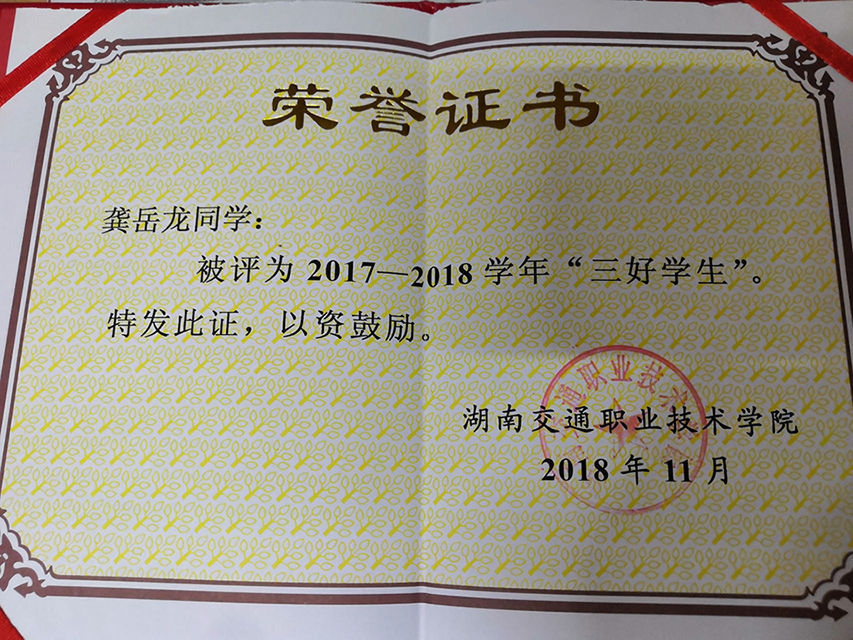 荣誉证书
龚岳龙同学：
被评为 2017—2018 学年“三好学生”。
特发此证，以资鼓励。
湖南交通职业技术学院
2018 年 11 月
通职业技术